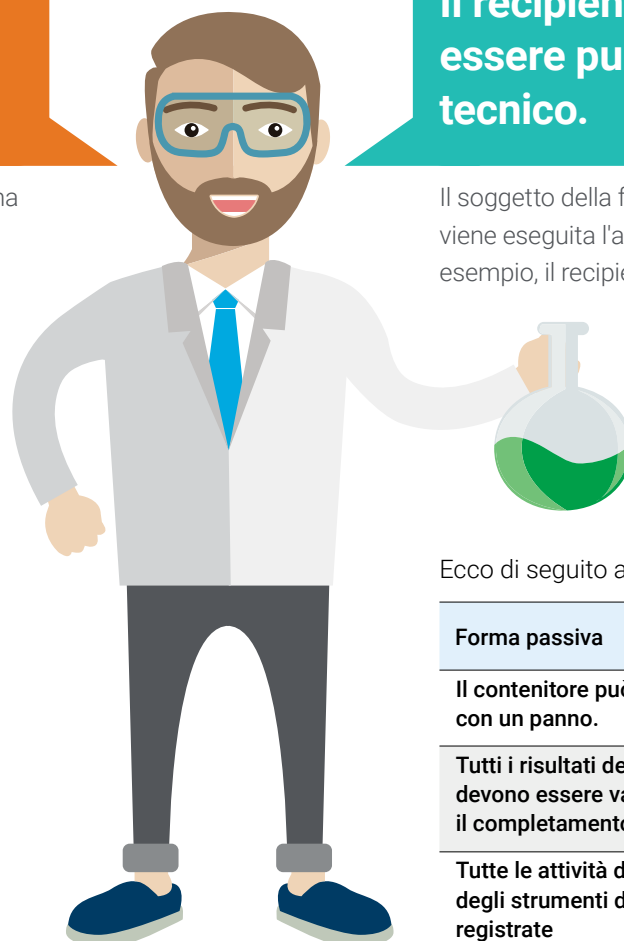 Il recipien
essere pu
tecnico.
na
Il soggetto della f
viene eseguita l'a
esempio, il recipie
Ecco di seguito a
Forma passiva
Il contenitore può
con un panno.
Tutti i risultati de
devono essere va
il completamento
Tutte le attività d
degli strumenti d
registrate